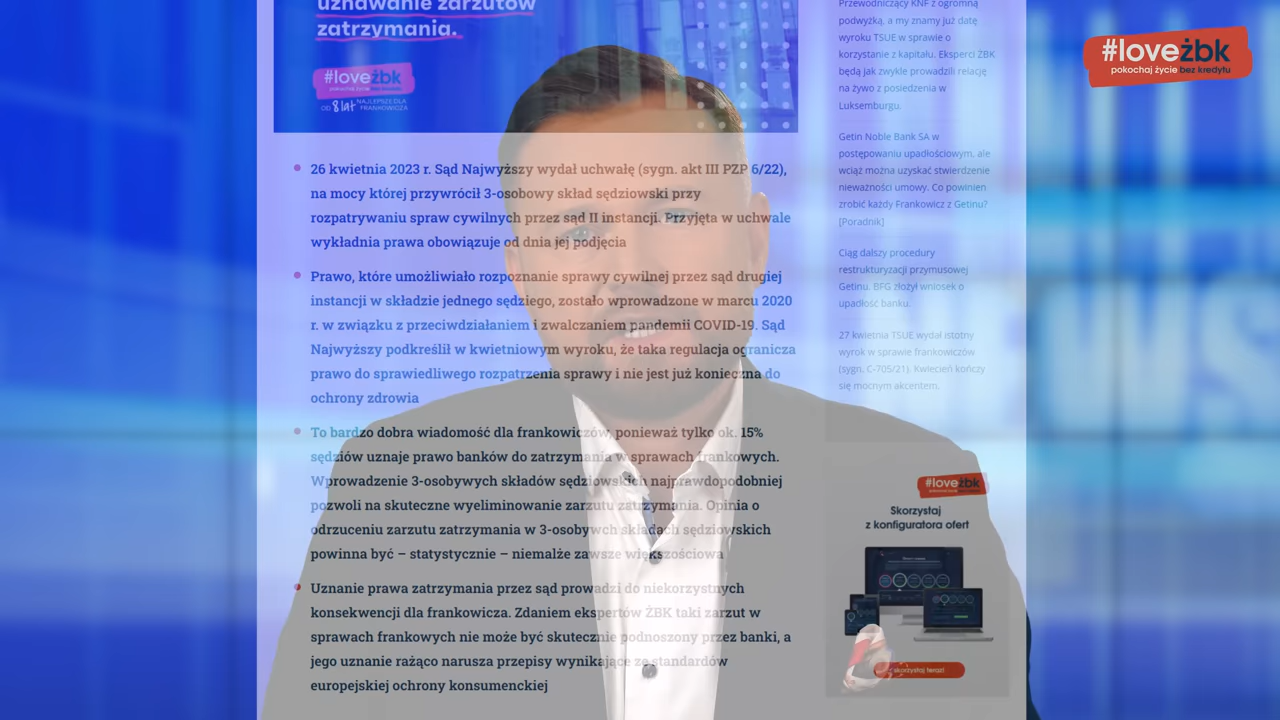 uznawanie zarzutów
zatrzymania.
#loveżbk
pokochaj życie bez kredytu
OD 8 lat NAJLEPSI DLA
FRANKOWICZA
26 kwietnia 2023 r. Sąd Najwyższy wydał uchwałę (sygn. akt III PZP 6/22),
na mocy której przywrócił 3-osobowy skład sędziowski przy
rozpatrywaniu spraw cywilnych przez sąd II instancji. Przyjęta w uchwale
wykładnia prawa obowiązuje od dnia jej podjęcia
Prawo, które umożliwiało rozpoznanie sprawy cywilnej przez sąd drugiej
instancji w składzie jednego sędziego, zostało wprowadzone w marcu 2020
r. w związku z przeciwdziałaniem i zwalczaniem pandemii COVID-19. Sąd
Najwyższy podkreślił w kwietniowym wyroku, że taka regulacja ogranicza
prawo do sprawiedliwego rozpatrzenia sprawy i nie jest już konieczna do
ochrony zdrowia
To bardzo dobra wiadomość dla frankowiczów, ponieważ tylko ok. 15%
sędziów uznaje prawo banków do zatrzymania w sprawach frankowych.
Wprowadzenie 3-osobowych składów sędziowskich najprawdopodobniej
pozwoli na skuteczne wyeliminowanie zarzutu zatrzymania. Opinia o
odrzuceniu zarzutu zatrzymania w 3-osobywch składach sędziowskich
powinna być – statystycznie – niemalże zawsze większościowa
Uznanie prawa zatrzymania przez sąd prowadzi do niekorzystnych
konsekwencji dla frankowicza. Zdaniem ekspertów ŻBK taki zarzut w
sprawach frankowych nie może być skutecznie podnoszony przez banki, a
jego uznanie rażąco narusza przepisy wynikające ze standardów
europejskiej ochrony konsumenckiej
Przewodniczący KNF z ogromną
podwyżką, a my znamy już datę
wyroku TSUE w sprawie o
korzystanie z kapitału. Eksperci ŻBK
będą jak zwykle prowadzili relację
na żywo z posiedzenia w
Luksemburgu.
Getin Noble Bank SA w
postępowaniu upadłościowym, ale
wciąż można uzyskać stwierdzenie
nieważności umowy. Co powinien
zrobić każdy Frankowicz z Getinu?
[Poradnik]
Ciąg dalszy procedury
restrukturyzacji przymusowej
Getinu. BFG złożył wniosek o
upadłość banku.
27 kwietnia TSUE wydał istotny
wyrok w sprawie frankowiczów
(sygn. C-705/21). Kwiecień kończy
się mocnym akcentem.
#loveżbk
Skorzystaj
z konfiguratora ofert
skorzystaj teraz!
#loveżbk
pokochaj życie bez kredytu